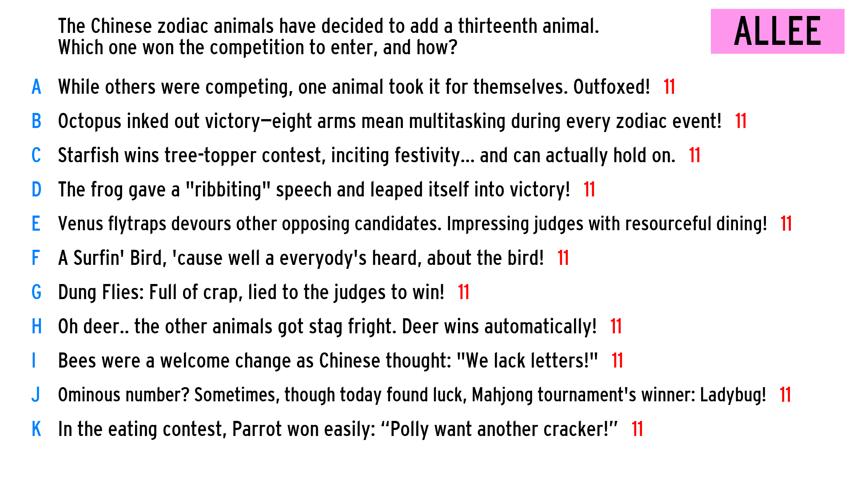 The Chinese zodiac animals have decided to add a thirteenth animal.
Which one won the competition to enter, and how?
ALLEE
A While others were competing, one animal took it for themselves. Outfoxed! 11
B Octopus inked out victory—eight arms mean multitasking during every zodiac event! 11
C Starfish wins tree-topper contest, inciting festivity... and can actually hold on. 11
D The frog gave a "ribbiting" speech and leaped itself into victory! 11
E Venus flytraps devours other opposing candidates. Impressing judges with resourceful dining! 11
F A Surfin' Bird, 'cause well a everyody's heard, about the bird! 11
G Dung Flies: Full of crap, lied to the judges to win! 11
H Oh deer.. the other animals got stag fright. Deer wins automatically! 11
I Bees were a welcome change as Chinese thought: "We lack letters!" 11
J Ominous number? Sometimes, though today found luck, Mahjong tournament's winner: Ladybug! 11
K In the eating contest, Parrot won easily: “Polly want another cracker!” 11